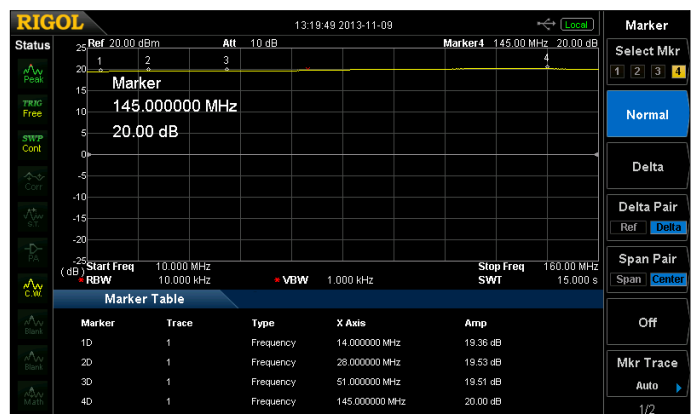 RIGOL 13:19:49 2013-11-09 Local Marker
Status 25 Ref 20.00 dBm Att 10 dB Marker4 145.00 MHz 20.00 dB
Select Mkr
1 2 3 4
20 1 2 3 4
Peak
Marker
15
145.000000 MHz
TRIG
Free
10
Normal
20.00 dB
5
SWP
Cont
0
Delta
Corr
-5
-10
Delta Pair
Ref Delta
S.T.
-15
-20
PA
-25
(dB)
Start Freq 10.000 MHz Stop Freq 160.00 MHz
RBW 10.000 kHz VBW 1.000 kHz SWT 15.000 s
Span Pair
Span Center
C.W.
Marker Table
Off
Blank
Marker Trace Type X Axis Amp
1D 1 Frequency 14.000000 MHz 19.36 dB
Blank
2D 1 Frequency 28.000000 MHz 19.53 dB
Mkr Trace
Auto
3D 1 Frequency 51.000000 MHz 19.51 dB
Math
4D 1 Frequency 145.000000 MHz 20.00 dB
1/2